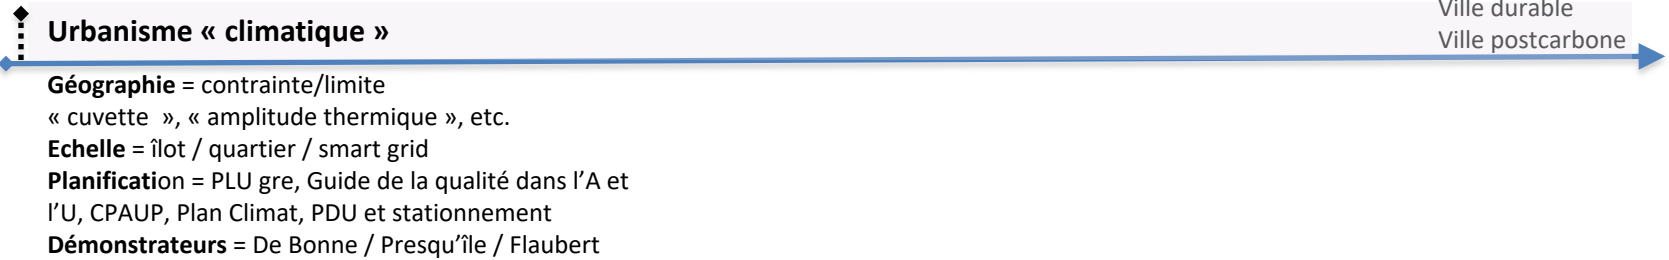 Ville durable
Urbanisme « climatique »
Ville postcarbone
Géographie = contrainte/limite
« cuvette  », « amplitude thermique », etc.
Echelle = îlot / quartier / smart grid
Planification = PLU gre, Guide de la qualité dans l’A et
l’U, CPAUP, Plan Climat, PDU et stationnement
Démonstrateurs = De Bonne / Presqu’île / Flaubert